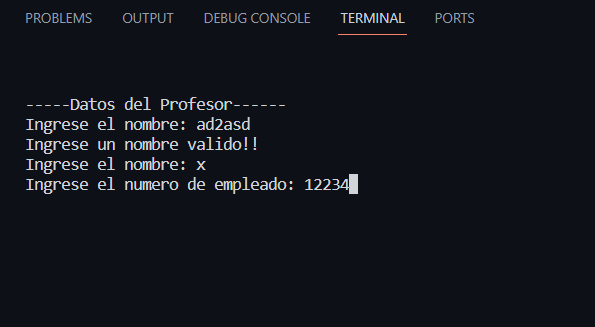 PROBLEMS OUTPUT DEBUG CONSOLE TERMINAL PORTS
-----Datos del Profesor------
Ingrese el nombre: ad2asd
Ingrese un nombre valido!!
Ingrese el nombre: x
Ingrese el numero de empleado: 12234